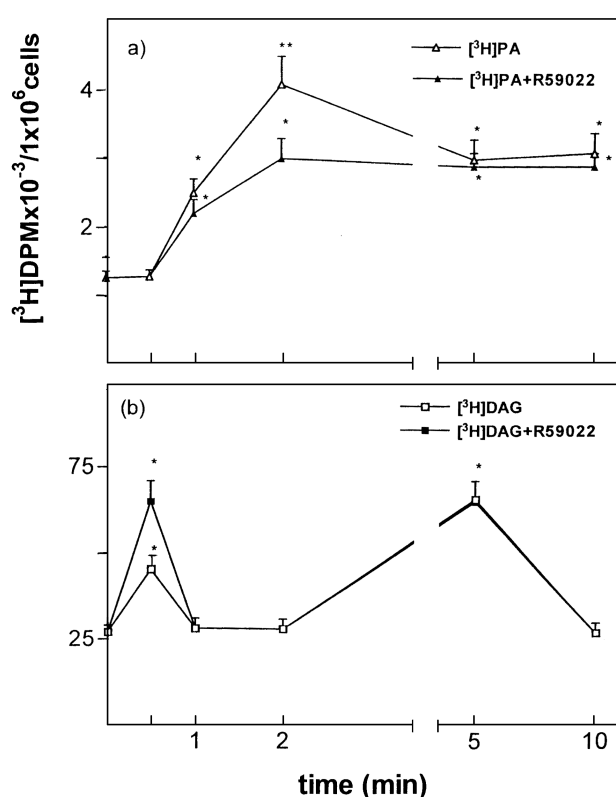 a)
[³H]PA
[³H]PA+R59022
**
*
*
*
*
*
*
*
4
2
[³H]DPMx10⁻³/1x10⁶cells
(b)
[³H]DAG
[³H]DAG+R59022
*
*
*
75
25
1 2 5 10
time (min)